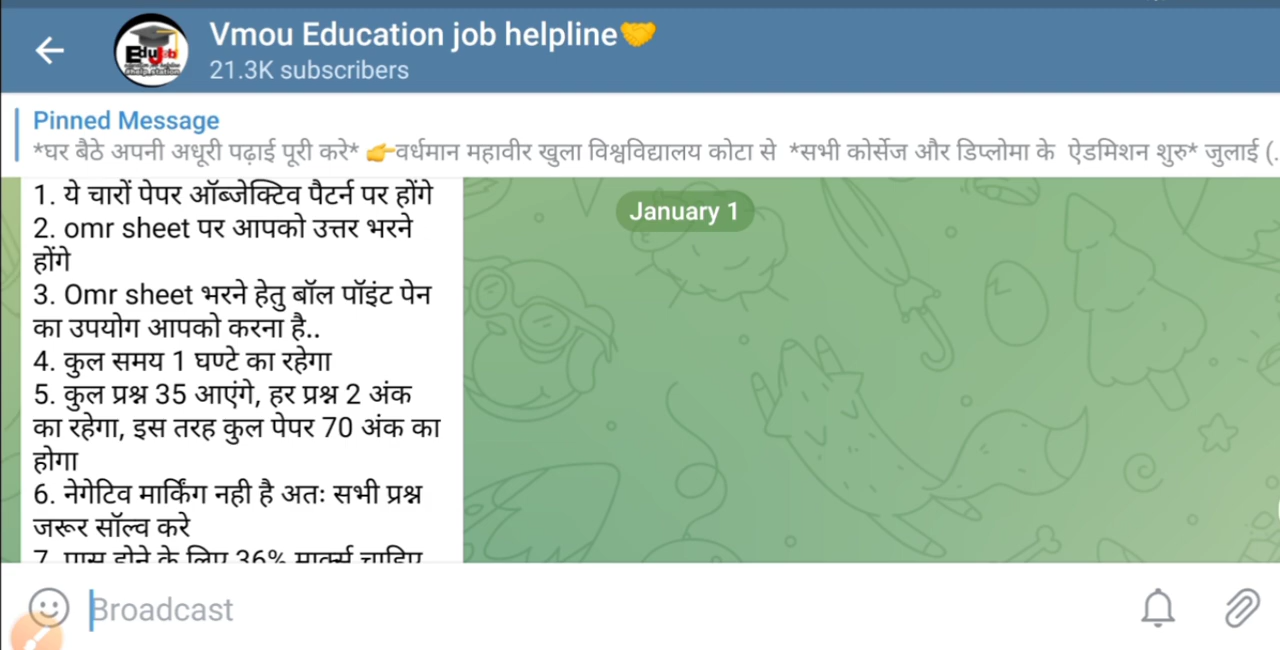 Vmou Education job helpline🤝
21.3K subscribers
Pinned Message
*घर बैठे अपनी अधूरी पढ़ाई पूरी करे* 👉वर्धमान महावीर खुला विश्वविद्यालय कोटा से *सभी कोर्सेज और डिप्लोमा के ऐडमिशन शुरु* जुलाई (.
January 1
1. ये चारों पेपर ऑब्जेक्टिव पैटर्न पर होंगे
2. omr sheet पर आपको उत्तर भरने
होंगे
3. Omr sheet भरने हेतु बॉल पॉइंट पेन
का उपयोग आपको करना है..
4. कुल समय 1 घण्टे का रहेगा
5. कुल प्रश्न 35 आएंगे, हर प्रश्न 2 अंक
का रहेगा, इस तरह कुल पेपर 70 अंक का
होगा
6. नेगेटिव मार्किंग नही है अतः सभी प्रश्न
जरूर सॉल्व करे
7. पास होने के लिए 36% मार्क्स चाहिए
Broadcast